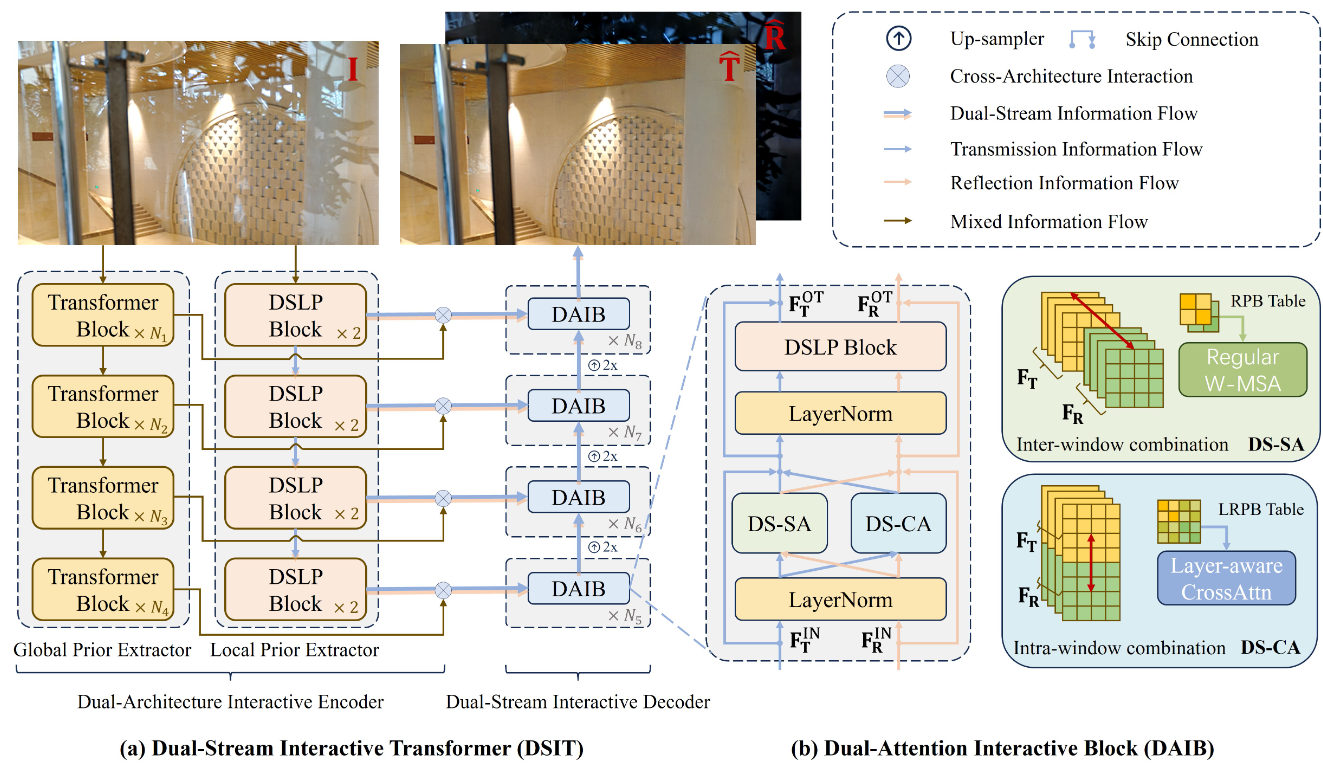 I
R̂
T̂
Up-sampler
Skip Connection
Cross-Architecture Interaction
Dual-Stream Information Flow
Transmission Information Flow
Reflection Information Flow
Mixed Information Flow
Transformer
Block × N₁
Transformer
Block × N₂
Transformer
Block × N₃
Transformer
Block × N₄
Global Prior Extractor
DSLP
Block × 2
DSLP
Block × 2
DSLP
Block × 2
DSLP
Block × 2
Local Prior Extractor
DAIB
× N₈
2x
DAIB
× N₇
2x
DAIB
× N₆
2x
DAIB
× N₅
Dual-Architecture Interactive Encoder
Dual-Stream Interactive Decoder
(a) Dual-Stream Interactive Transformer (DSIT)
F_T^OT
F_R^OT
DSLP Block
LayerNorm
DS-SA
DS-CA
LayerNorm
F_T^IN
F_R^IN
F_T
F_R
RPB Table
Regular
W-MSA
Inter-window combination DS-SA
F_T
F_R
LRPB Table
Layer-aware
CrossAttn
Intra-window combination DS-CA
(b) Dual-Attention Interactive Block (DAIB)